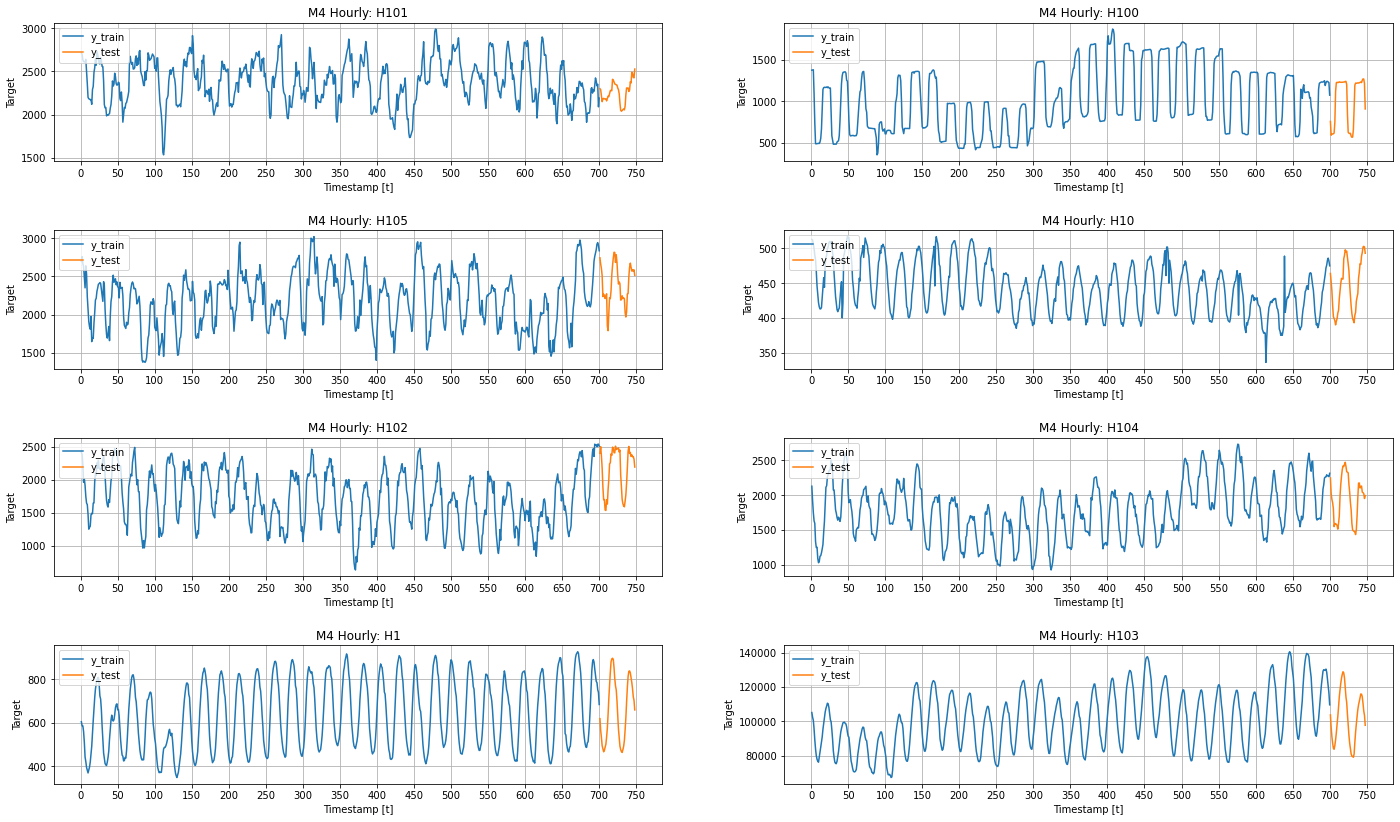 M4 Hourly: H101
3000
2500
2000
1500
Target
y_train
y_test
0 50 100 150 200 250 300 350 400 450 500 550 600 650 700 750
Timestamp [t]
M4 Hourly: H100
1500
1000
500
Target
y_train
y_test
0 50 100 150 200 250 300 350 400 450 500 550 600 650 700 750
Timestamp [t]
M4 Hourly: H105
3000
2500
2000
1500
Target
y_train
y_test
0 50 100 150 200 250 300 350 400 450 500 550 600 650 700 750
Timestamp [t]
M4 Hourly: H10
500
450
400
350
Target
y_train
y_test
0 50 100 150 200 250 300 350 400 450 500 550 600 650 700 750
Timestamp [t]
M4 Hourly: H102
2500
2000
1500
1000
Target
y_train
y_test
0 50 100 150 200 250 300 350 400 450 500 550 600 650 700 750
Timestamp [t]
M4 Hourly: H104
2500
2000
1500
1000
Target
y_train
y_test
0 50 100 150 200 250 300 350 400 450 500 550 600 650 700 750
Timestamp [t]
M4 Hourly: H1
800
600
400
Target
y_train
y_test
0 50 100 150 200 250 300 350 400 450 500 550 600 650 700 750
Timestamp [t]
M4 Hourly: H103
140000
120000
100000
80000
Target
y_train
y_test
0 50 100 150 200 250 300 350 400 450 500 550 600 650 700 750
Timestamp [t]